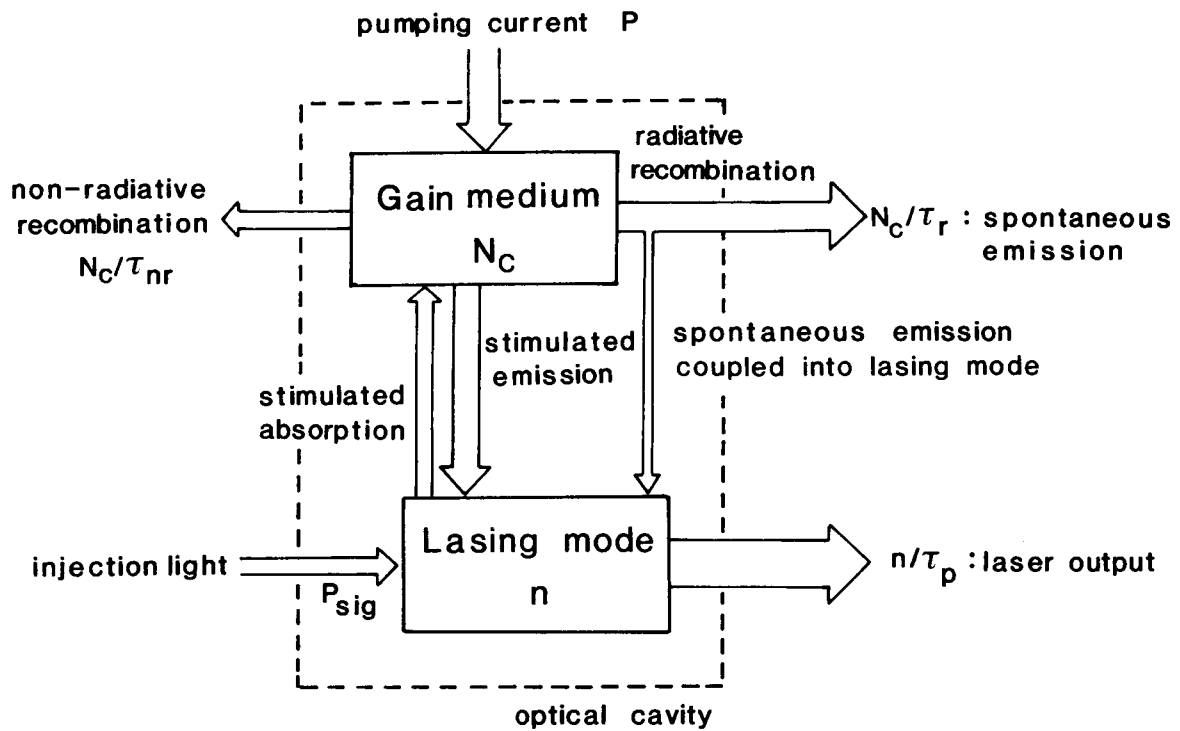 pumping current P
radiative
recombination
non-radiative
recombination
N_C/τ_nr
Gain medium
N_C
N_C/τ_r : spontaneous
emission
stimulated
emission
spontaneous emission
coupled into lasing mode
stimulated
absorption
injection light
P_sig
Lasing mode
n
n/τ_p : laser output
optical cavity